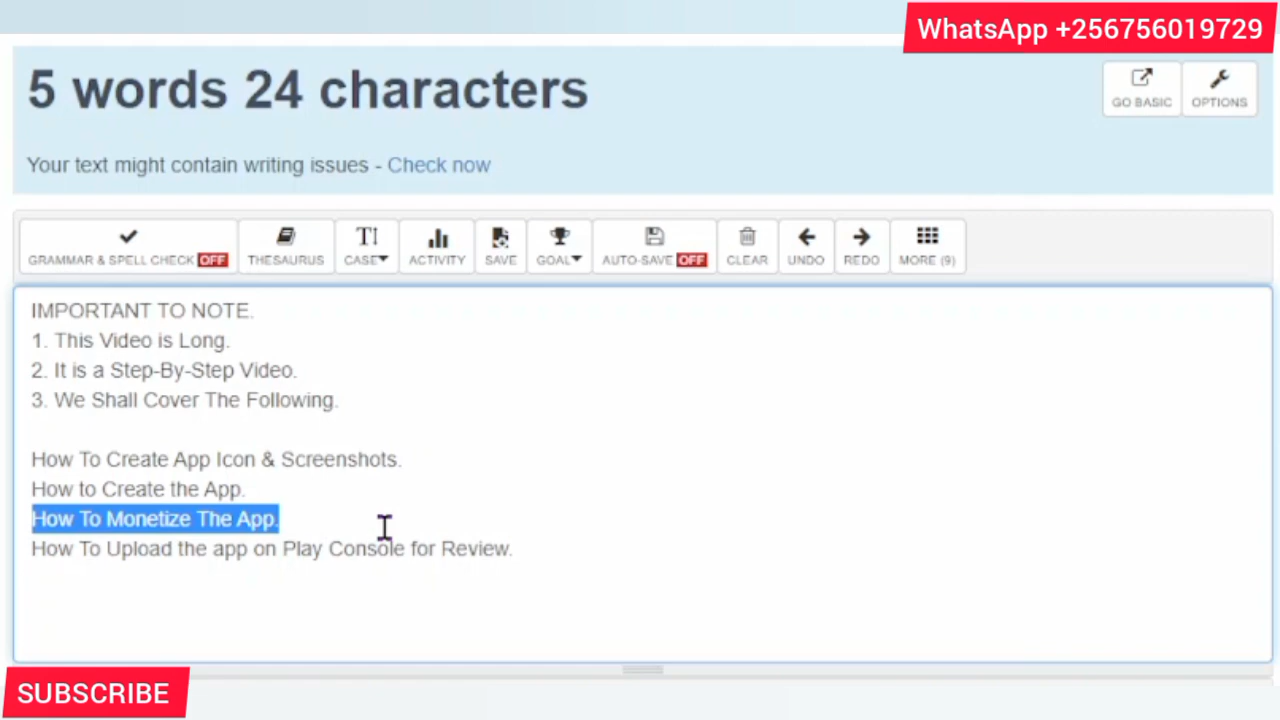 WhatsApp +256756019729
5 words 24 characters
GO BASIC
OPTIONS
Your text might contain writing issues - Check now
GRAMMAR & SPELL CHECK OFF
THESAURUS
CASE
ACTIVITY
SAVE
GOAL
AUTO-SAVE OFF
CLEAR
UNDO
REDO
MORE (9)
IMPORTANT TO NOTE.
1. This Video is Long.
2. It is a Step-By-Step Video.
3. We Shall Cover The Following.
How To Create App Icon & Screenshots.
How to Create the App.
How To Monetize The App.
How To Upload the app on Play Console for Review.
SUBSCRIBE